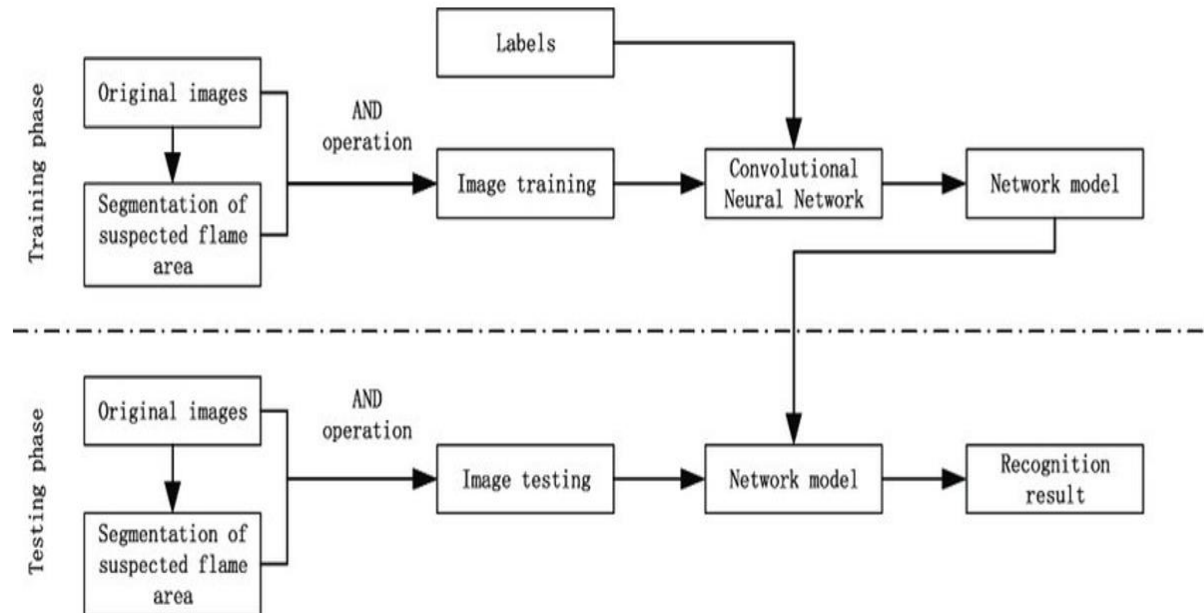 Training phase
Original images
Segmentation of
suspected flame
area
AND
operation
Labels
Image training
Convolutional
Neural Network
Network model
Testing phase
Original images
Segmentation of
suspected flame
area
AND
operation
Image testing
Network model
Recognition
result